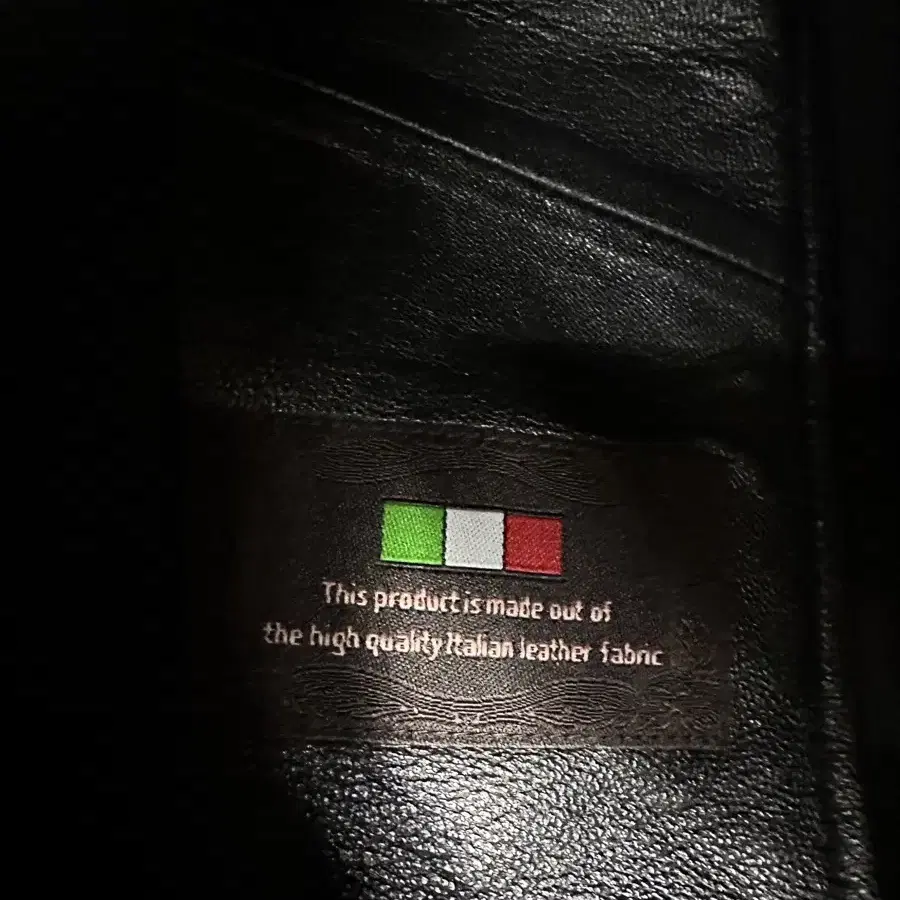 This product is made out of
the high quality Italian leather fabric